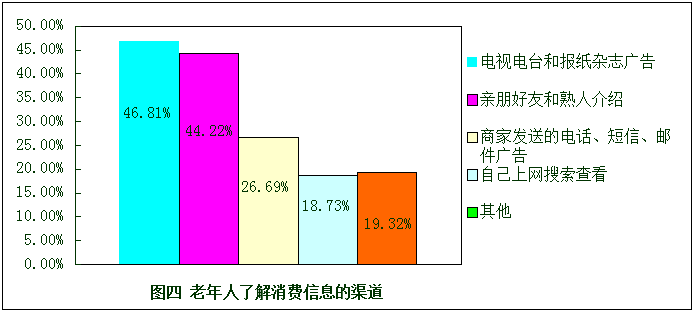 50.00%
45.00%
40.00%
35.00%
30.00%
25.00%
20.00%
15.00%
10.00%
5.00%
0.00%
46.81%
44.22%
26.69%
18.73%
19.32%
电视电台和报纸杂志广告
亲朋好友和熟人介绍
商家发送的电话、短信、邮
件广告
自己上网搜索查看
其他
图四 老年人了解消费信息的渠道